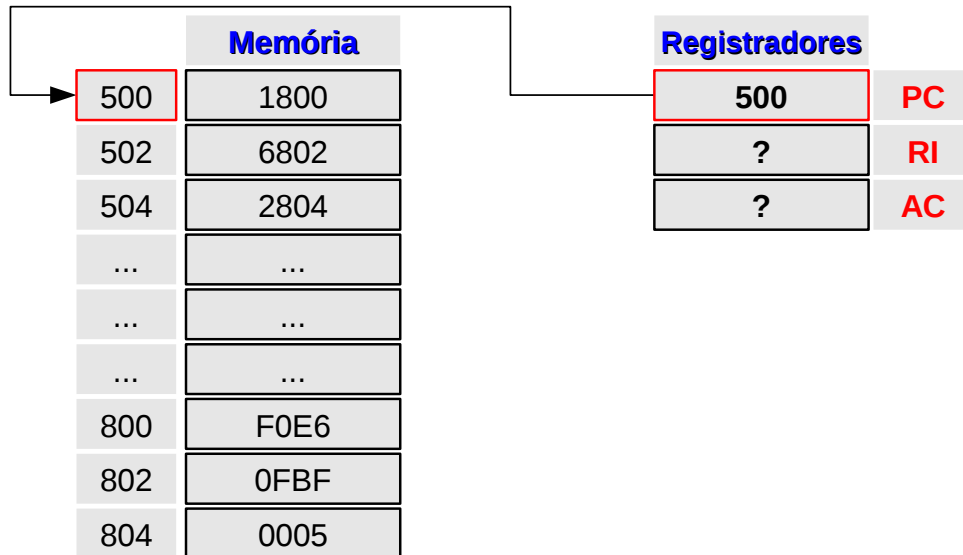 Memória Registradores
500 1800 500 PC
502 6802 ? RI
504 2804 ? AC
... ...
... ...
... ...
800 F0E6
802 0FBF
804 0005